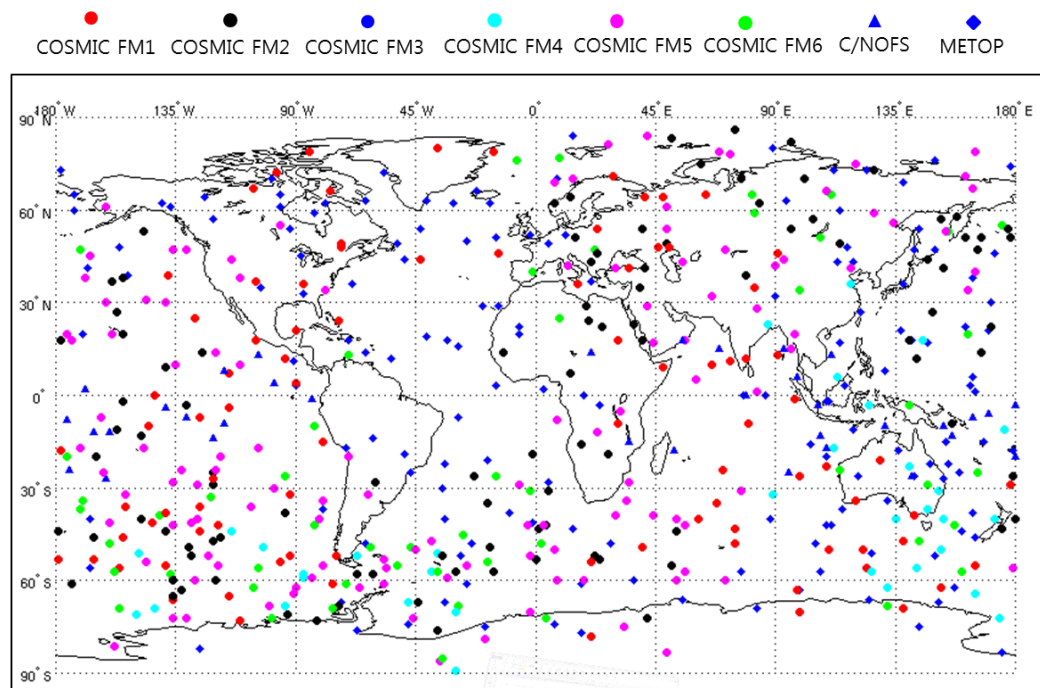 COSMIC FM1 COSMIC FM2 COSMIC FM3 COSMIC FM4 COSMIC FM5 COSMIC FM6 C/NOFS METOP
180° W 135° W 90° W 45° W 0° 45° E 90° E 135° E 180° E
90° N
60° N
30° N
0°
30° S
60° S
90° S